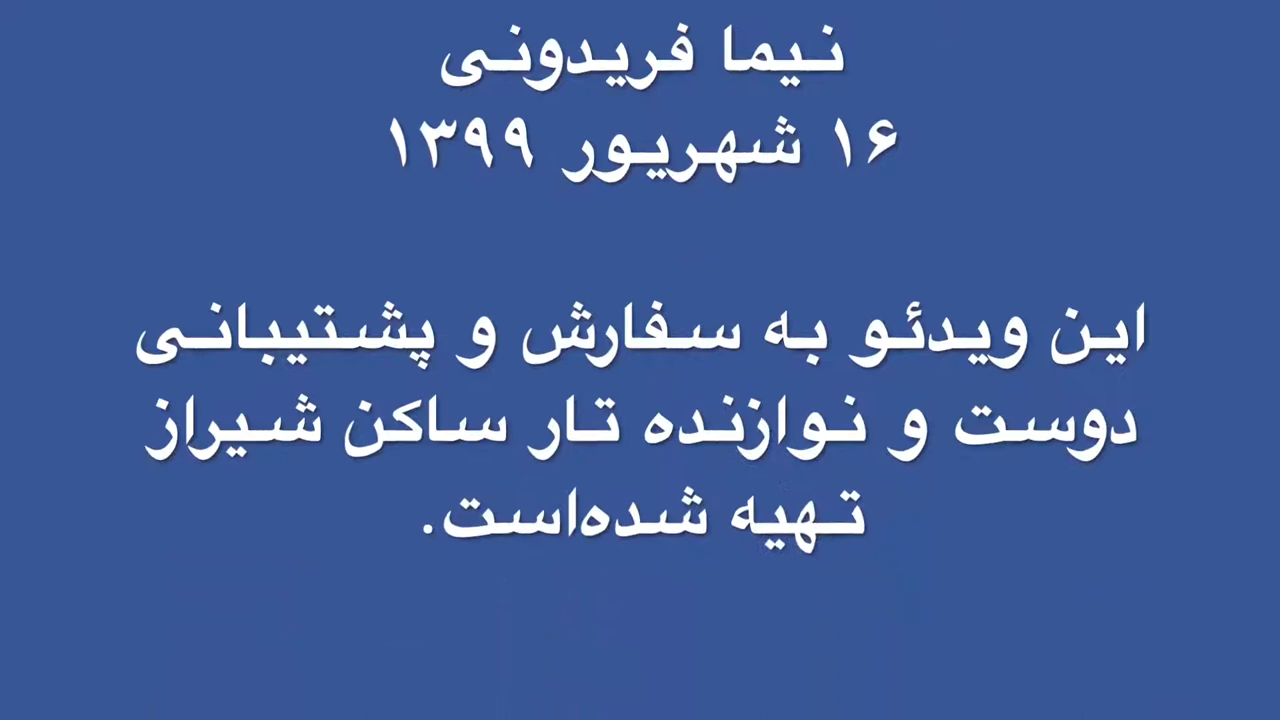 نیما فریدونی
۱۶ شهریور ۱۳۹۹
این ویدئو به سفارش و پشتیبانی
دوست و نوازنده تار ساکن شیراز
تهیه شده‌است.